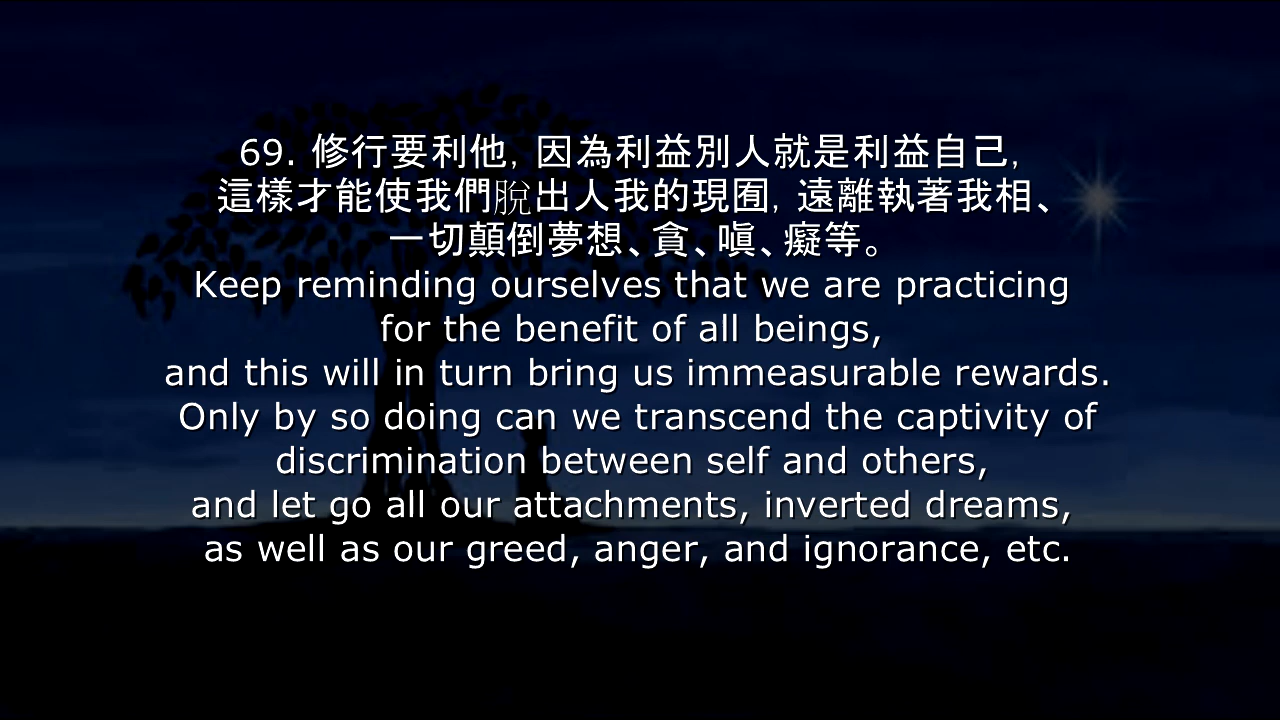 69. 修行要利他, 因為利益別人就是利益自己,
這樣才能使我們脫出人我的現囿, 遠離執著我相、
一切顛倒夢想、貪、嗔、癡等。
Keep reminding ourselves that we are practicing
for the benefit of all beings,
and this will in turn bring us immeasurable rewards.
Only by so doing can we transcend the captivity of
discrimination between self and others,
and let go all our attachments, inverted dreams,
as well as our greed, anger, and ignorance, etc.